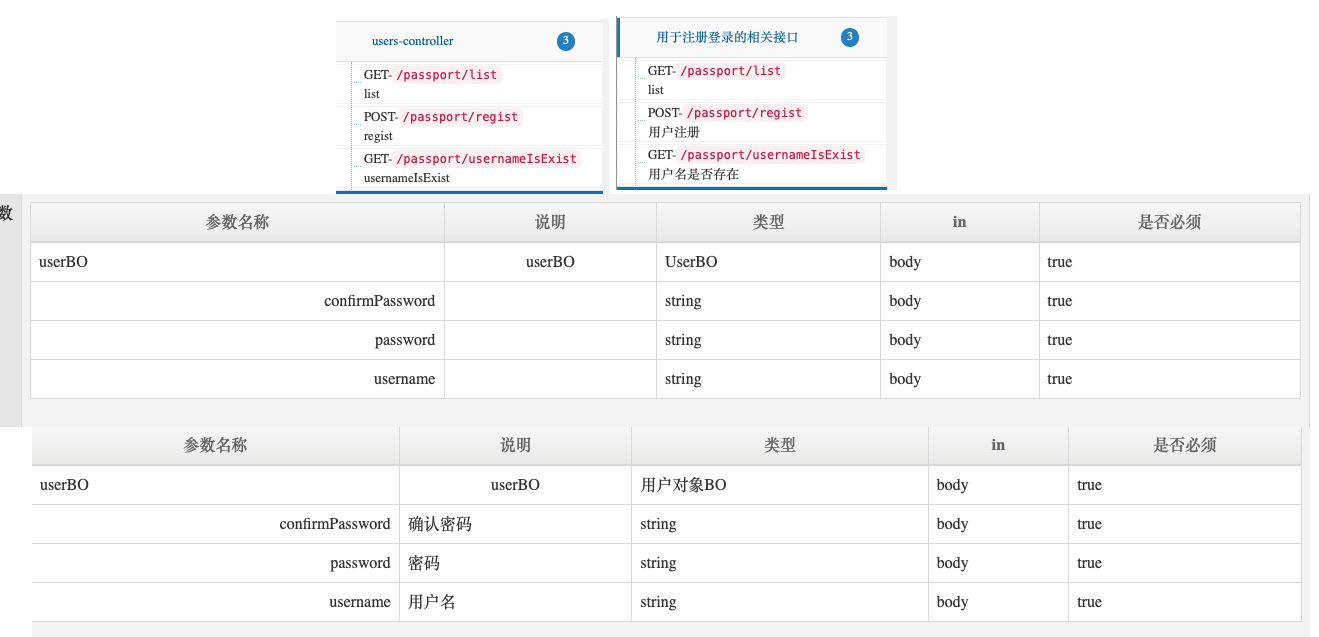 users-controller 3
GET-/passport/list
list
POST-/passport/regist
regist
GET-/passport/usernameIsExist
usernameIsExist
用于注册登录的相关接口 3
GET-/passport/list
list
POST-/passport/regist
用户注册
GET-/passport/usernameIsExist
用户名是否存在
数
参数名称 说明 类型 in 是否必须
userBO userBO UserBO body true
confirmPassword string body true
password string body true
username string body true
参数名称 说明 类型 in 是否必须
userBO userBO 用户对象BO body true
confirmPassword 确认密码 string body true
password 密码 string body true
username 用户名 string body true